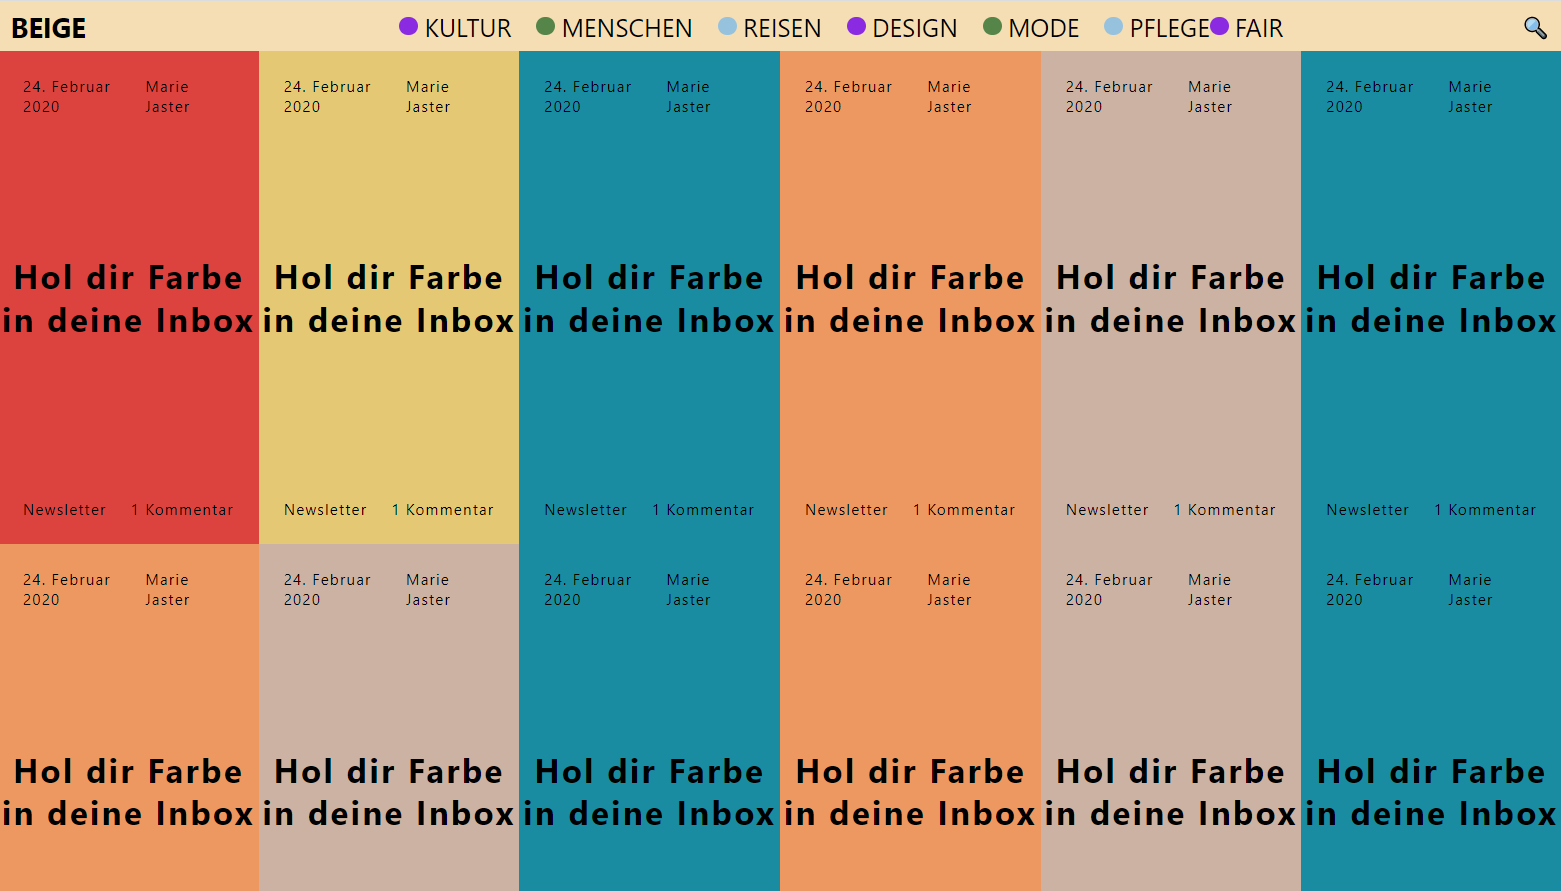 BEIGE KULTUR MENSCHEN REISEN DESIGN MODE PFLEGE FAIR
24. Februar 2020 Marie Jaster
Hol dir Farbe
in deine Inbox
Newsletter 1 Kommentar
24. Februar 2020 Marie Jaster
Hol dir Farbe
in deine Inbox
Newsletter 1 Kommentar
24. Februar 2020 Marie Jaster
Hol dir Farbe
in deine Inbox
Newsletter 1 Kommentar
24. Februar 2020 Marie Jaster
Hol dir Farbe
in deine Inbox
Newsletter 1 Kommentar
24. Februar 2020 Marie Jaster
Hol dir Farbe
in deine Inbox
Newsletter 1 Kommentar
24. Februar 2020 Marie Jaster
Hol dir Farbe
in deine Inbox
Newsletter 1 Kommentar
24. Februar 2020 Marie Jaster
Hol dir Farbe
in deine Inbox
24. Februar 2020 Marie Jaster
Hol dir Farbe
in deine Inbox
24. Februar 2020 Marie Jaster
Hol dir Farbe
in deine Inbox
24. Februar 2020 Marie Jaster
Hol dir Farbe
in deine Inbox
24. Februar 2020 Marie Jaster
Hol dir Farbe
in deine Inbox
24. Februar 2020 Marie Jaster
Hol dir Farbe
in deine Inbox